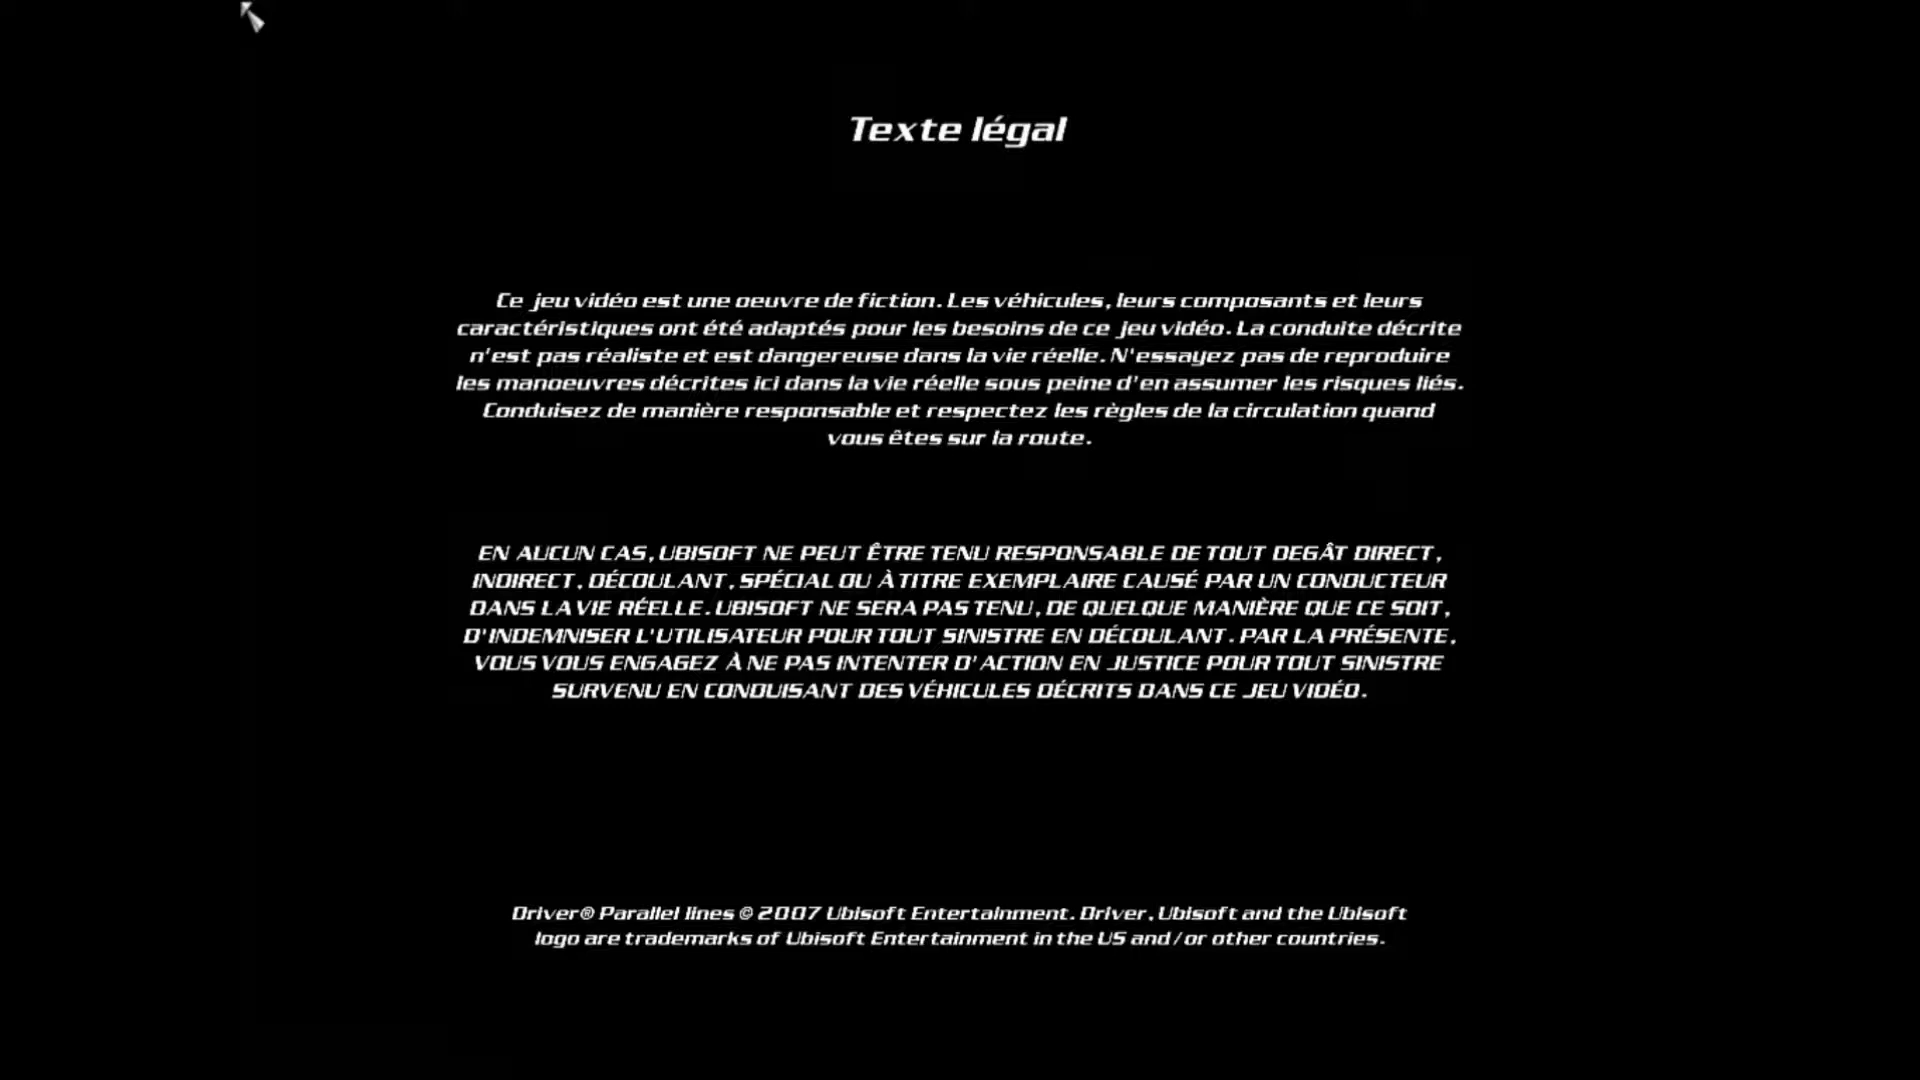 Texte légal
Ce jeu vidéo est une oeuvre de fiction. Les véhicules, leurs composants et leurs
caractéristiques ont été adaptés pour les besoins de ce jeu vidéo. La conduite décrite
n'est pas réaliste et est dangereuse dans la vie réelle. N'essayez pas de reproduire
les manoeuvres décrites ici dans la vie réelle sous peine d'en assumer les risques liés.
Conduisez de manière responsable et respectez les règles de la circulation quand
vous êtes sur la route.
EN AUCUN CAS, UBISOFT NE PEUT ÊTRE TENU RESPONSABLE DE TOUT DEGÂT DIRECT,
INDIRECT, DÉCOULANT, SPÉCIAL OU À TITRE EXEMPLAIRE CAUSÉ PAR UN CONDUCTEUR
DANS LA VIE RÉELLE. UBISOFT NE SERA PAS TENU, DE QUELQUE MANIÈRE QUE CE SOIT,
D'INDEMNISER L'UTILISATEUR POUR TOUT SINISTRE EN DÉCOULANT. PAR LA PRÉSENTE,
VOUS VOUS ENGAGEZ À NE PAS INTENTER D'ACTION EN JUSTICE POUR TOUT SINISTRE
SURVENU EN CONDUISANT DES VÉHICULES DÉCRITS DANS CE JEU VIDÉO.
Driver® Parallel lines © 2007 Ubisoft Entertainment. Driver, Ubisoft and the Ubisoft
logo are trademarks of Ubisoft Entertainment in the US and/or other countries.